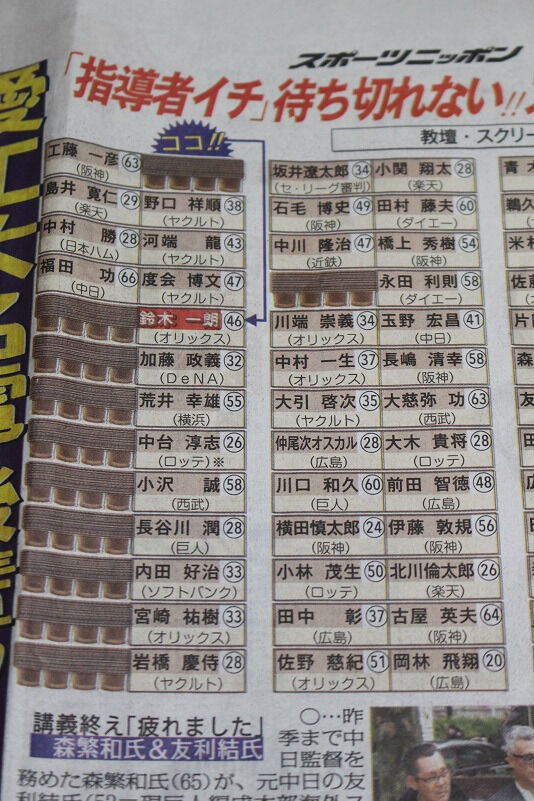 スポーツニッポン
「指導者イチ」待ち切れない!!
教壇・スクリー
ココ!!
工藤 一彦 63
(阪神)
島井 寛仁 29
(楽天)
野口 祥順 38
(ヤクルト)
中村 勝 28
(日本ハム)
河端 龍 43
(ヤクルト)
福田 功 66
(中日)
度会 博文 47
(ヤクルト)
鈴木 一朗 46
(オリックス)
加藤 政義 32
(DeNA)
荒井 幸雄 55
(横浜)
中台 淳志 26
(ロッテ)※
小沢 誠 58
(西武)
長谷川 潤 28
(巨人)
内田 好治 33
(ソフトバンク)
宮崎 祐樹 33
(オリックス)
岩橋 慶侍 28
(ヤクルト)
坂井遼太郎 34
(セ・リーグ審判)
小関 翔太 28
(楽天)
石毛 博史 49
(阪神)
田村 藤夫 60
(ダイエー)
中川 隆治 47
(近鉄)
橋上 秀樹 54
(阪神)
永田 利則 58
(ダイエー)
川端 崇義 34
(オリックス)
玉野 宏昌 41
(中日)
中村 一生 37
(オリックス)
長嶋 清幸 58
(阪神)
大引 啓次 35
(ヤクルト)
大慈弥 功 63
(西武)
仲尾次オスカル 28
(広島)
大木 貴将 28
(ロッテ)
川口 和久 60
(巨人)
前田 智徳 48
(広島)
横田慎太郎 24
(阪神)
伊藤 敦規 56
(阪神)
小林 茂生 50
(ロッテ)
北川倫太郎 26
(楽天)
田中 彰 37
(広島)
古屋 英夫 64
(阪神)
佐野 慈紀 51
(オリックス)
岡林 飛翔 20
(広島)
青
鵜
米
佐
片
森
友
講義終え「疲れました」
森繁和氏&友利結氏
○…昨
季まで中
日監督を
務めた森繁和氏(65)が、元中日の友